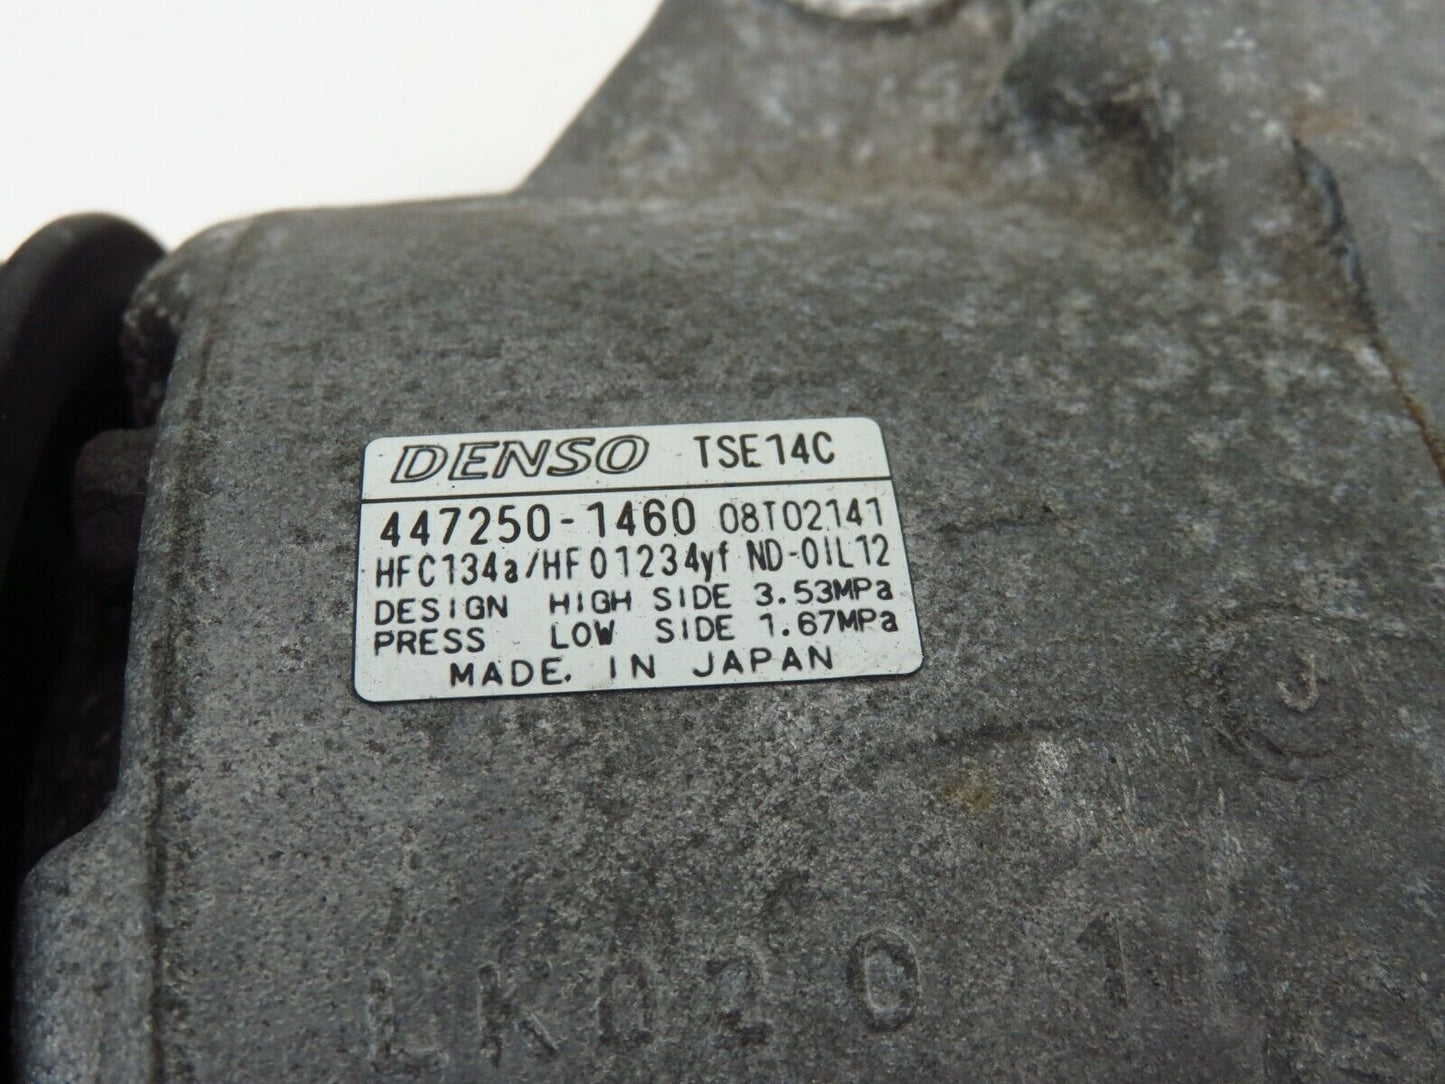 DENSO TSE14C
447250-1460 08T02141
HFC134a/HFO1234yf ND-OIL12
DESIGN HIGH SIDE 3.53MPa
PRESS LOW SIDE 1.67MPa
MADE. IN JAPAN
J